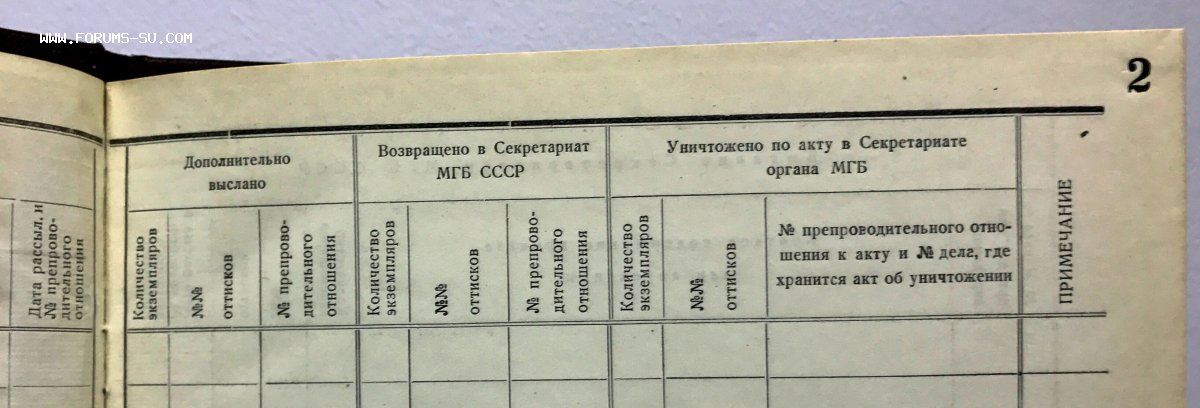 WWW.FORUMS-SU.COM
2
Дата рассыл. и
№ препрово-
дительного
отношения
Дополнительно
выслано
Количество
экземпляров
№№
оттисков
№ препрово-
дительного
отношения
Возвращено в Секретариат
МГБ СССР
Количество
экземпляров
№№
оттисков
№ препрово-
дительного
отношения
Уничтожено по акту в Секретариате
органа МГБ
Количество
экземпляров
№№
оттисков
№ препроводительного отно-
шения к акту и № дела, где
хранится акт об уничтожении
ПРИМЕЧАНИЕ